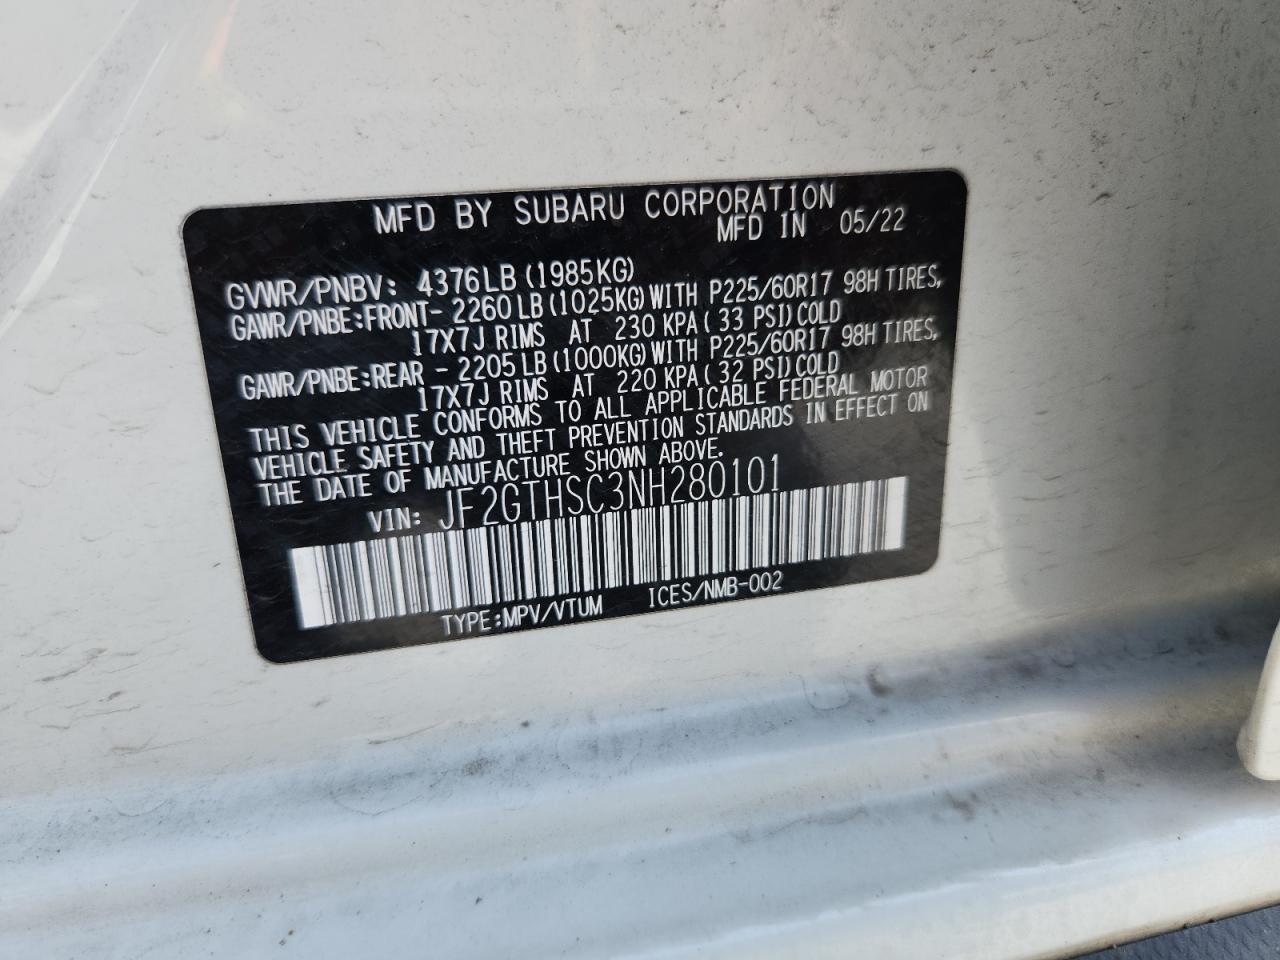 MFD BY SUBARU CORPORATION
MFD IN 05/22
GVWR/PNBV: 4376LB (1985KG)
GAWR/PNBE:FRONT- 2260LB (1025KG) WITH P225/60R17 98H TIRES,
17X7J RIMS AT 230 KPA ( 33 PSI) COLD
GAWR/PNBE:REAR - 2205LB (1000KG) WITH P225/60R17 98H TIRES,
17X7J RIMS AT 220 KPA ( 32 PSI) COLD
THIS VEHICLE CONFORMS TO ALL APPLICABLE FEDERAL MOTOR
VEHICLE SAFETY AND THEFT PREVENTION STANDARDS IN EFFECT ON
THE DATE OF MANUFACTURE SHOWN ABOVE.
VIN: JF2GTHSC3NH280101
TYPE:MPV/VTUM ICES/NMB-002